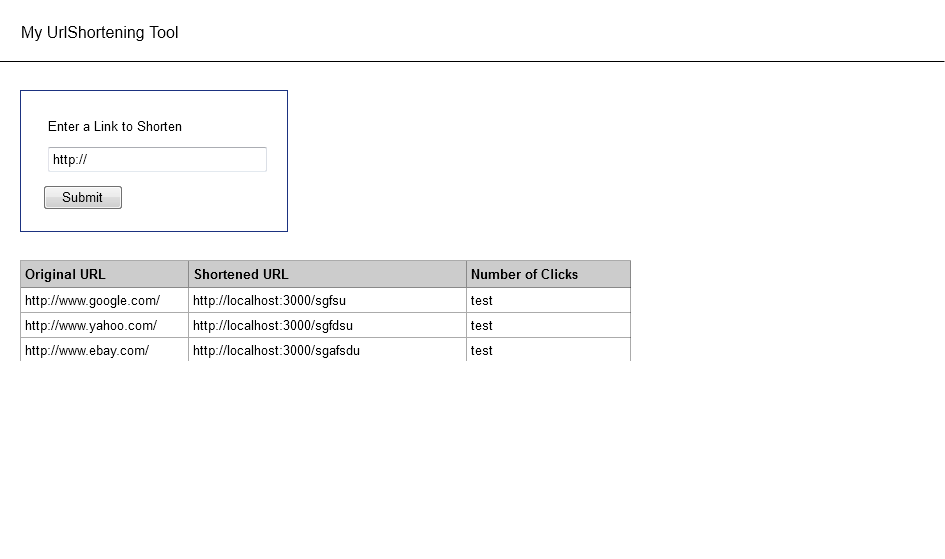 My UrlShortening Tool
Enter a Link to Shorten
http://
Submit
Original URL Shortened URL Number of Clicks
http://www.google.com/ http://localhost:3000/sgfsu test
http://www.yahoo.com/ http://localhost:3000/sgfdsu test
http://www.ebay.com/ http://localhost:3000/sgafsdu test